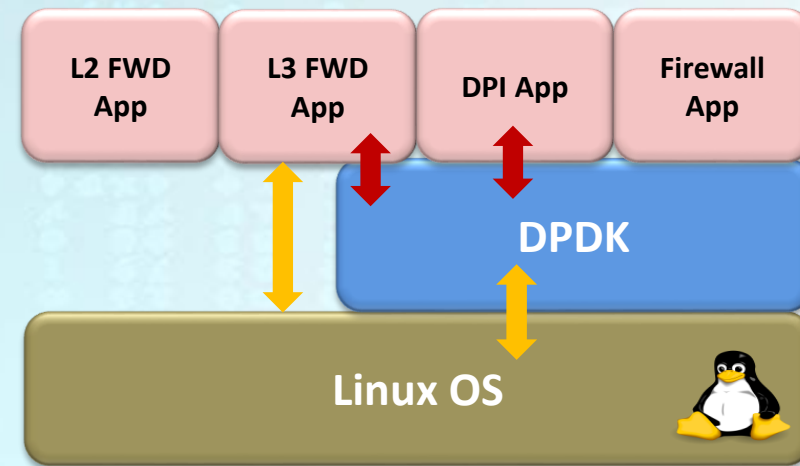 L2 FWD
App
L3 FWD
App
DPI App
Firewall
App
DPDK
Linux OS